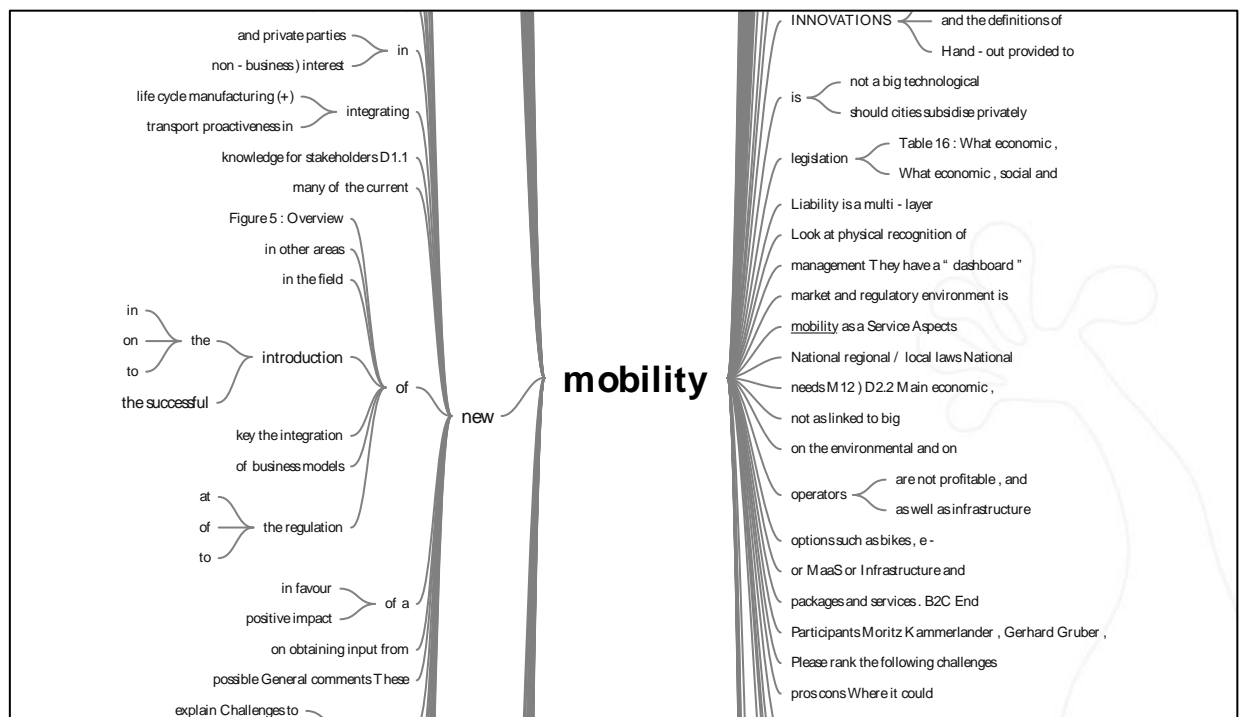 and private parties
non - business ) interest
in
life cycle manufacturing (+)
transport proactiveness in
integrating
knowledge for stakeholders D1.1
many of the current
Figure 5 : Overview
in other areas
in the field
in
on
to
the
the successful
introduction
key the integration
of business models
at
of
to
the regulation
of
in favour
positive impact
of a
on obtaining input from
possible General comments These
explain Challenges to
new
mobility
INNOVATIONS
and the definitions of
Hand - out provided to
is
not a big technological
should cities subsidise privately
legislation
Table 16 : What economic ,
What economic , social and
Liability is a multi - layer
Look at physical recognition of
management They have a “ dashboard ”
market and regulatory environment is
mobility as a Service Aspects
National regional / local laws National
needs M12 ) D2.2 Main economic ,
not as linked to big
on the environmental and on
operators
are not profitable , and
as well as infrastructure
options such as bikes , e -
or MaaS or Infrastructure and
packages and services . B2C End
Participants Moritz Kammerlander , Gerhard Gruber ,
Please rank the following challenges
pros cons Where it could